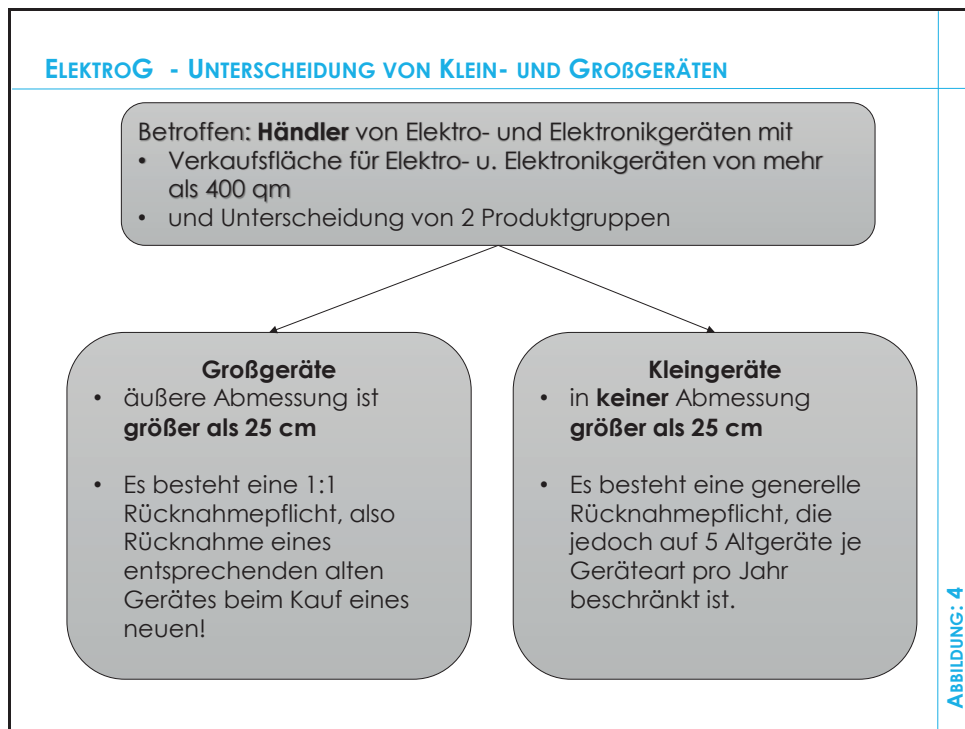 ELEKTROG - UNTERSCHEIDUNG VON KLEIN- UND GROßGERÄTEN
Betroffen: Händler von Elektro- und Elektronikgeräten mit
• Verkaufsfläche für Elektro- u. Elektronikgeräten von mehr
als 400 qm
• und Unterscheidung von 2 Produktgruppen
Großgeräte
• äußere Abmessung ist
größer als 25 cm
• Es besteht eine 1:1
Rücknahmepflicht, also
Rücknahme eines
entsprechenden alten
Gerätes beim Kauf eines
neuen!
Kleingeräte
• in keiner Abmessung
größer als 25 cm
• Es besteht eine generelle
Rücknahmepflicht, die
jedoch auf 5 Altgeräte je
Geräteart pro Jahr
beschränkt ist.
ABBILDUNG: 4